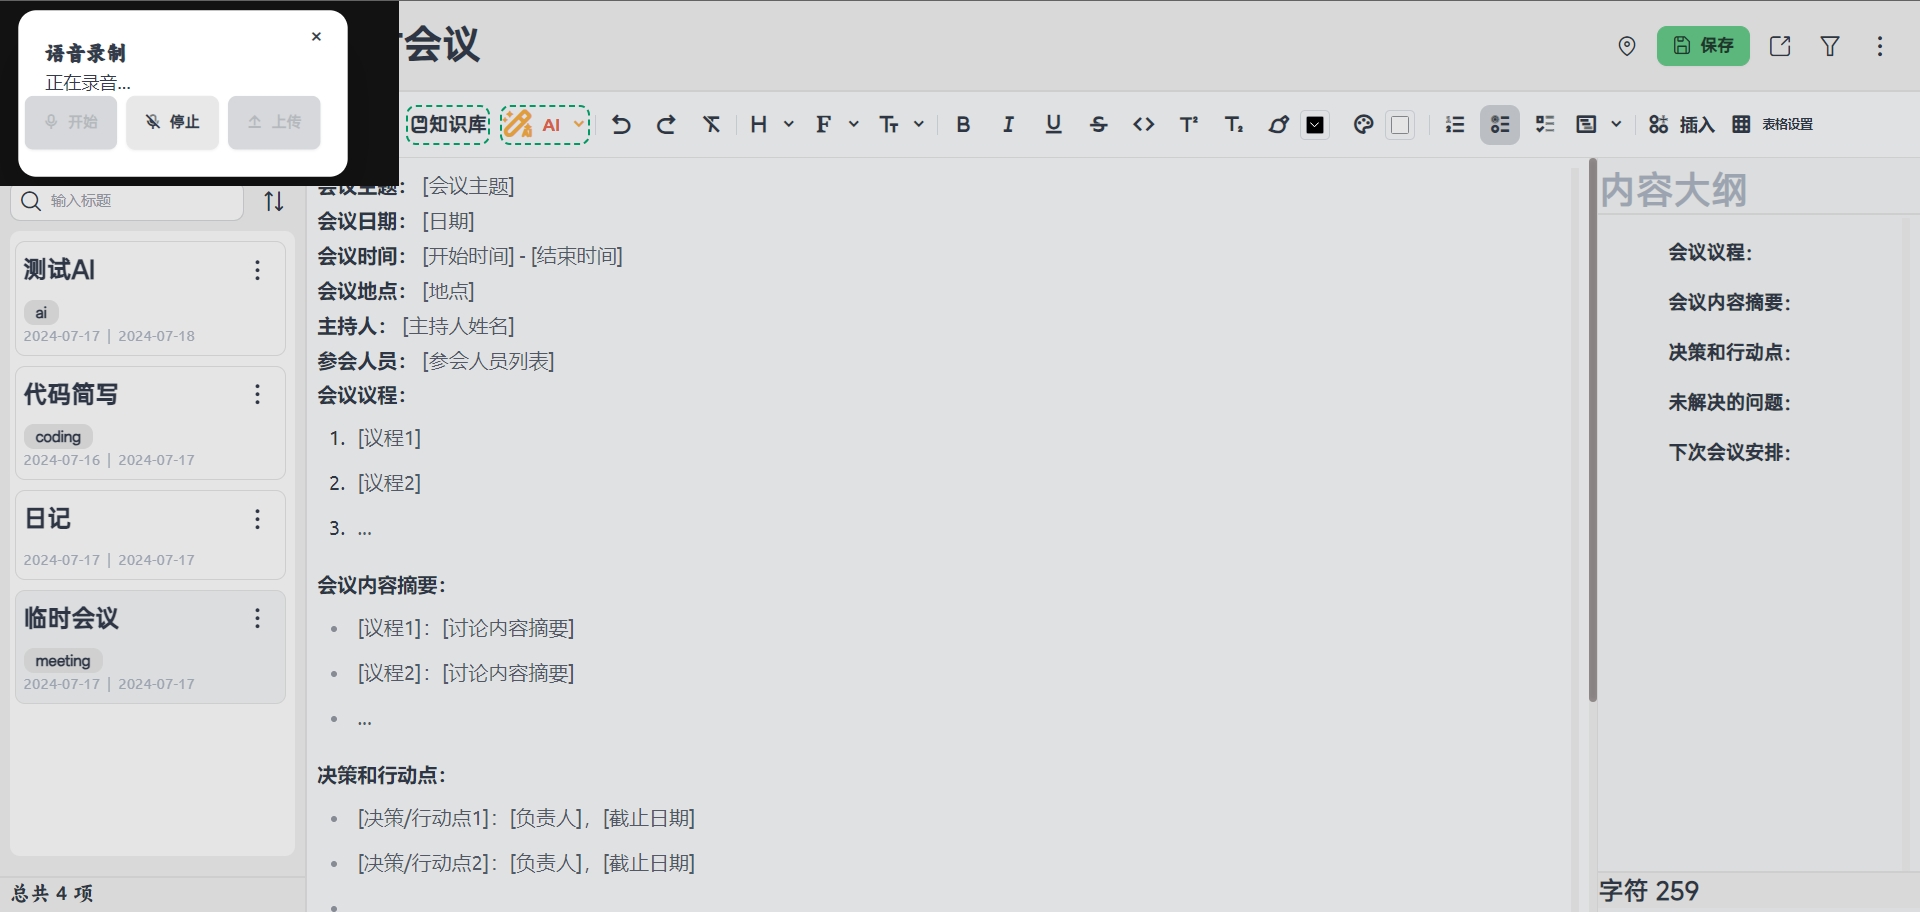 语音录制
正在录音...
开始
停止
上传
会议
保存
知识库
AI
插入
表格设置
输入标题
测试AI
ai
2024-07-17 | 2024-07-18
代码简写
coding
2024-07-16 | 2024-07-17
日记
2024-07-17 | 2024-07-17
临时会议
meeting
2024-07-17 | 2024-07-17
总共 4 项
会议主题： [会议主题]
会议日期： [日期]
会议时间： [开始时间] - [结束时间]
会议地点： [地点]
主持人： [主持人姓名]
参会人员： [参会人员列表]
会议议程：
1. [议程1]
2. [议程2]
3. ...
会议内容摘要：
• [议程1]：[讨论内容摘要]
• [议程2]：[讨论内容摘要]
• ...
决策和行动点：
• [决策/行动点1]：[负责人]，[截止日期]
• [决策/行动点2]：[负责人]，[截止日期]
内容大纲
会议议程：
会议内容摘要：
决策和行动点：
未解决的问题：
下次会议安排：
字符 259